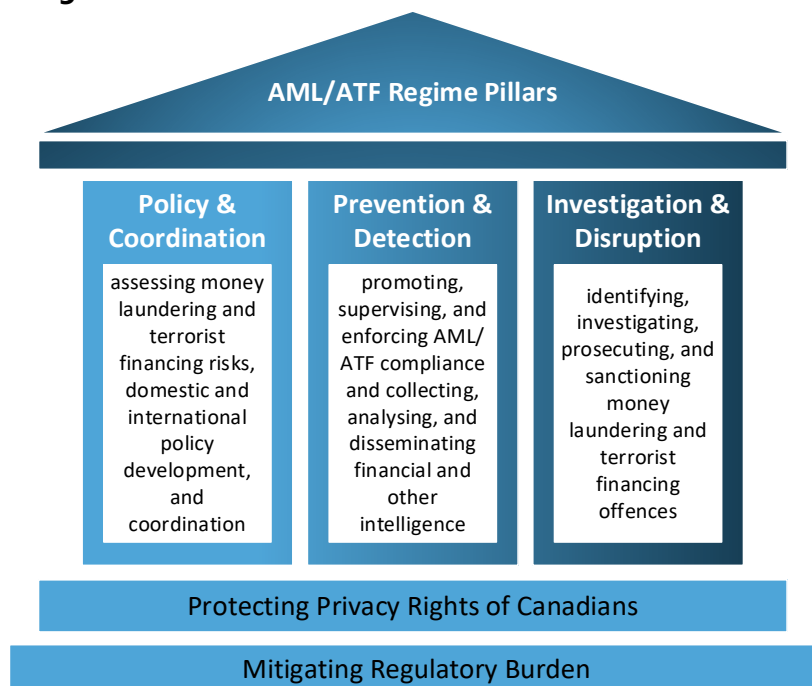 AML/ATF Regime Pillars
Policy &
Coordination
assessing money
laundering and
terrorist
financing risks,
domestic and
international
policy
development,
and
coordination
Prevention &
Detection
promoting,
supervising, and
enforcing AML/
ATF compliance
and collecting,
analysing, and
disseminating
financial and
other
intelligence
Investigation &
Disruption
identifying,
investigating,
prosecuting, and
sanctioning
money
laundering and
terrorist
financing
offences
Protecting Privacy Rights of Canadians
Mitigating Regulatory Burden